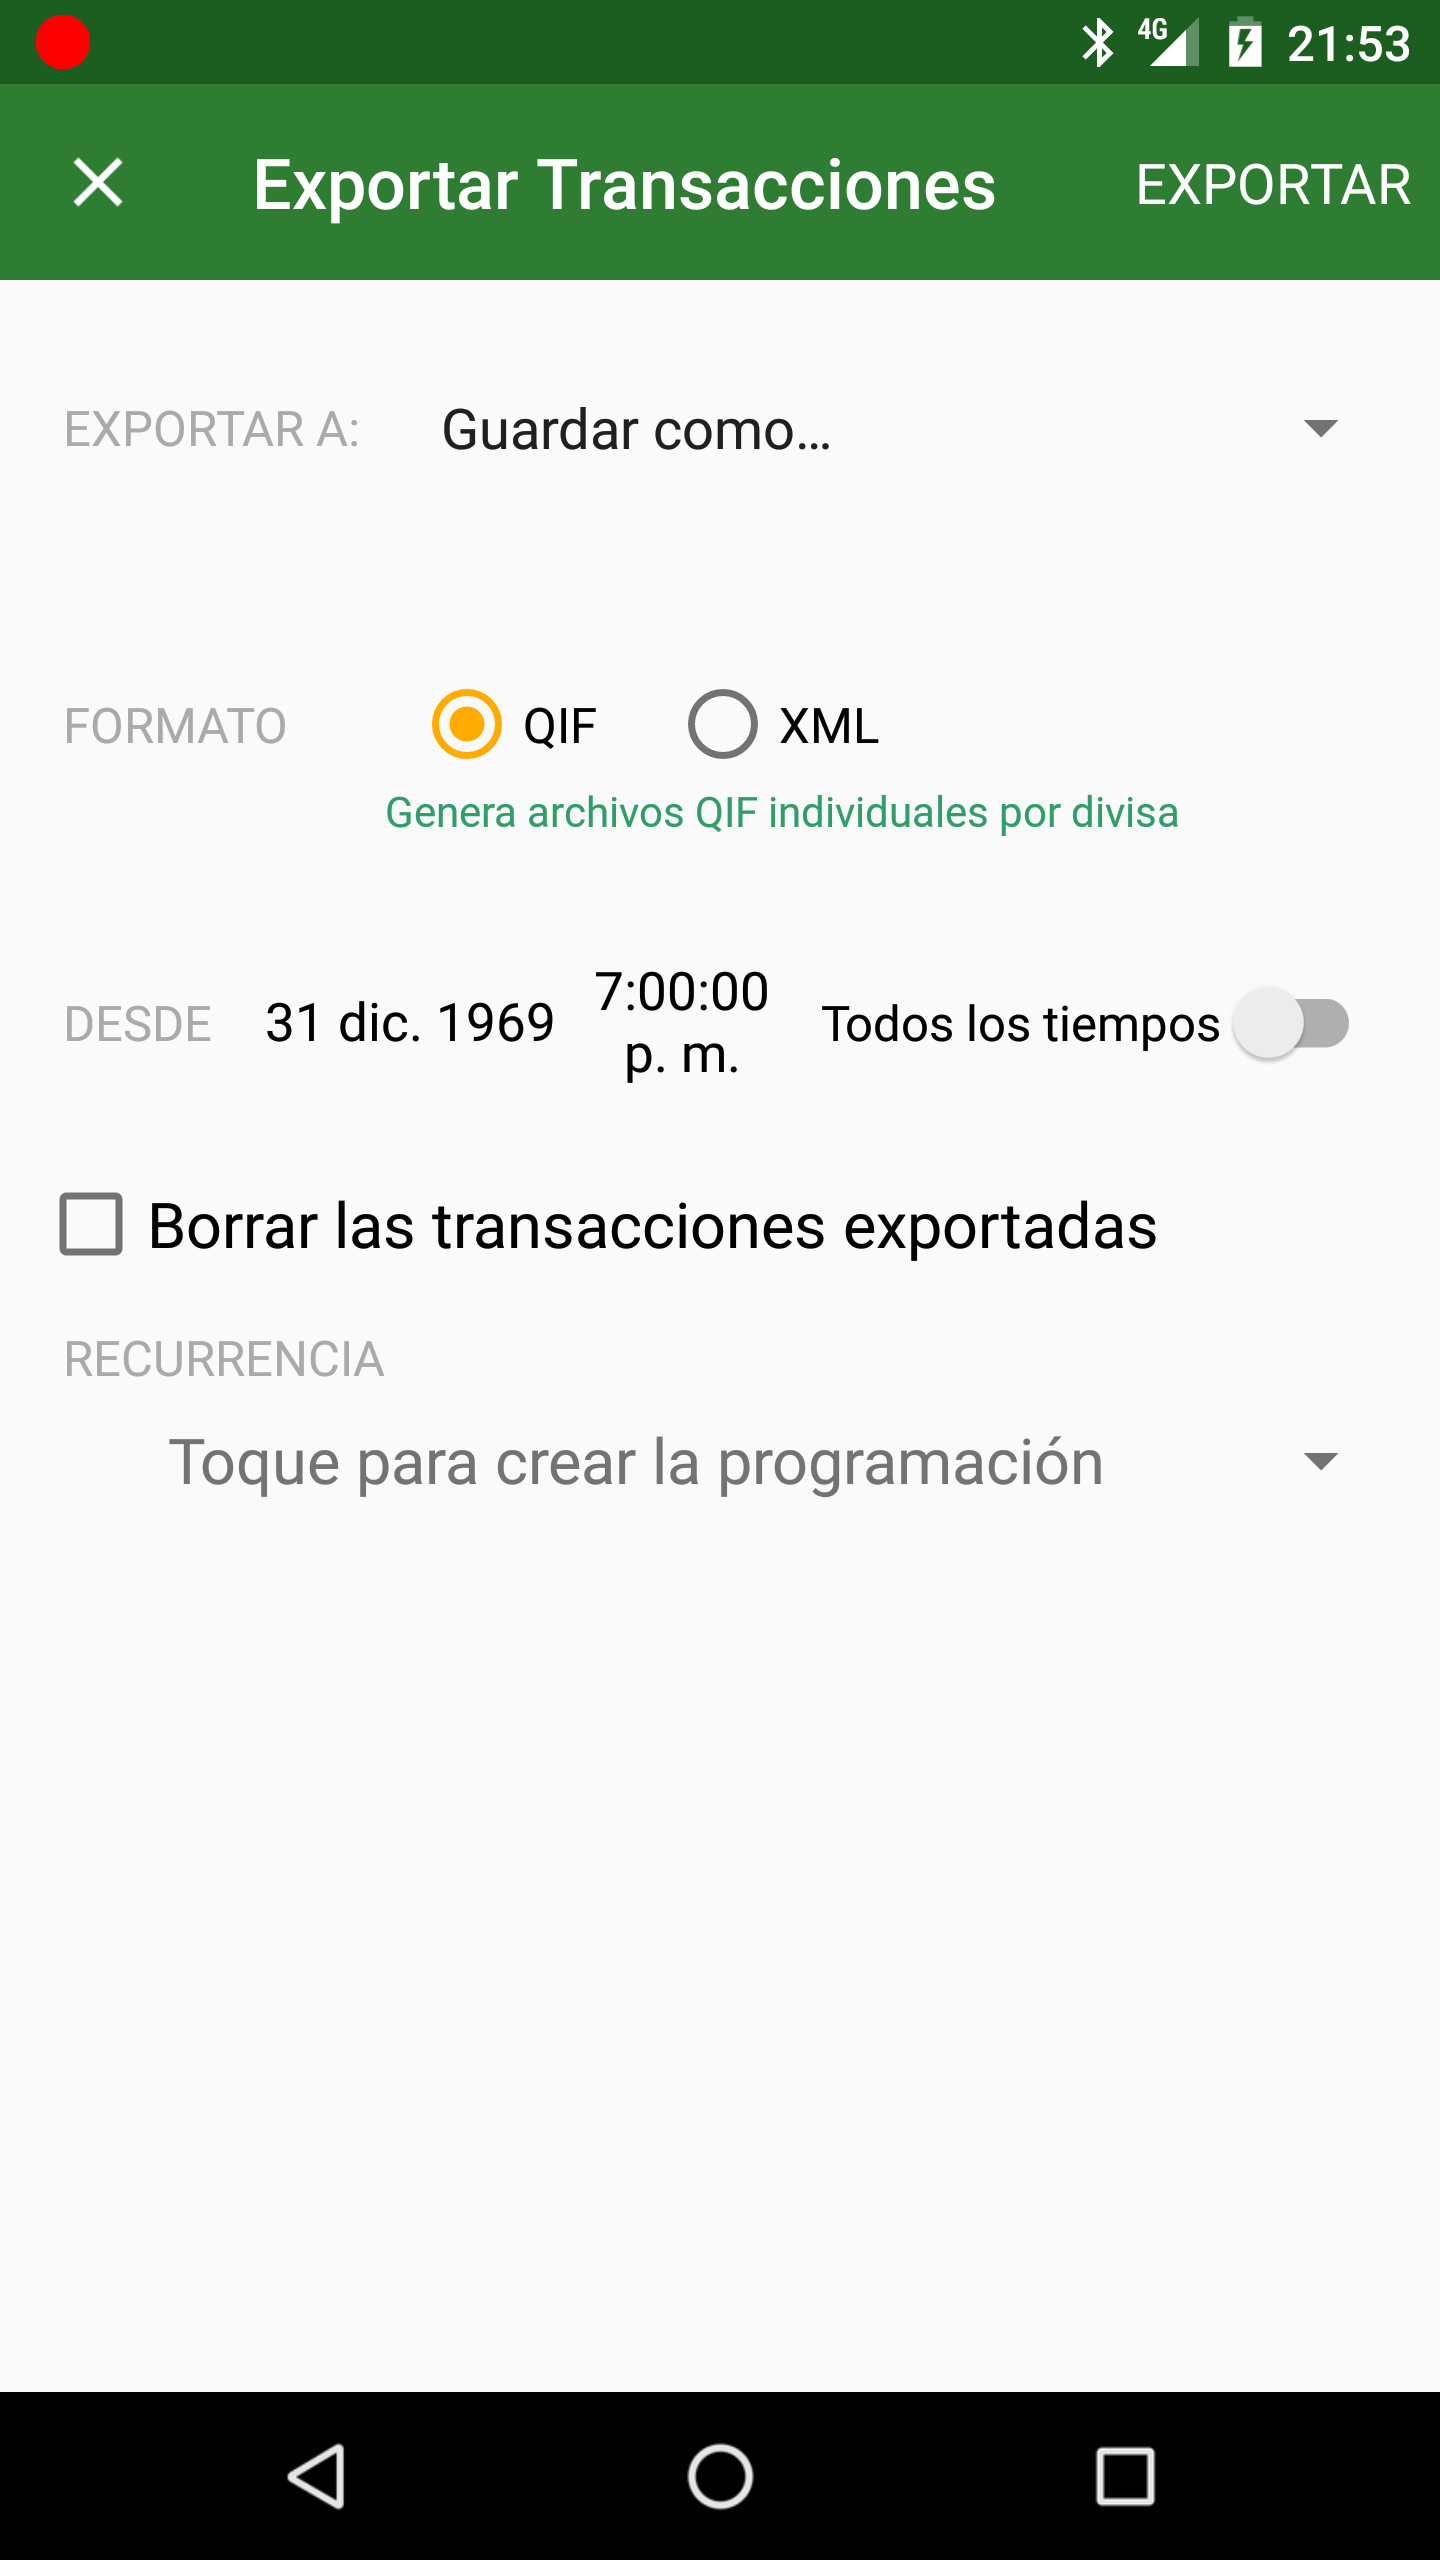 4G 21:53
Exportar Transacciones EXPORTAR
EXPORTAR A: Guardar como...
FORMATO QIF XML
Genera archivos QIF individuales por divisa
DESDE 31 dic. 1969 7:00:00 p. m. Todos los tiempos
Borrar las transacciones exportadas
RECURRENCIA
Toque para crear la programación